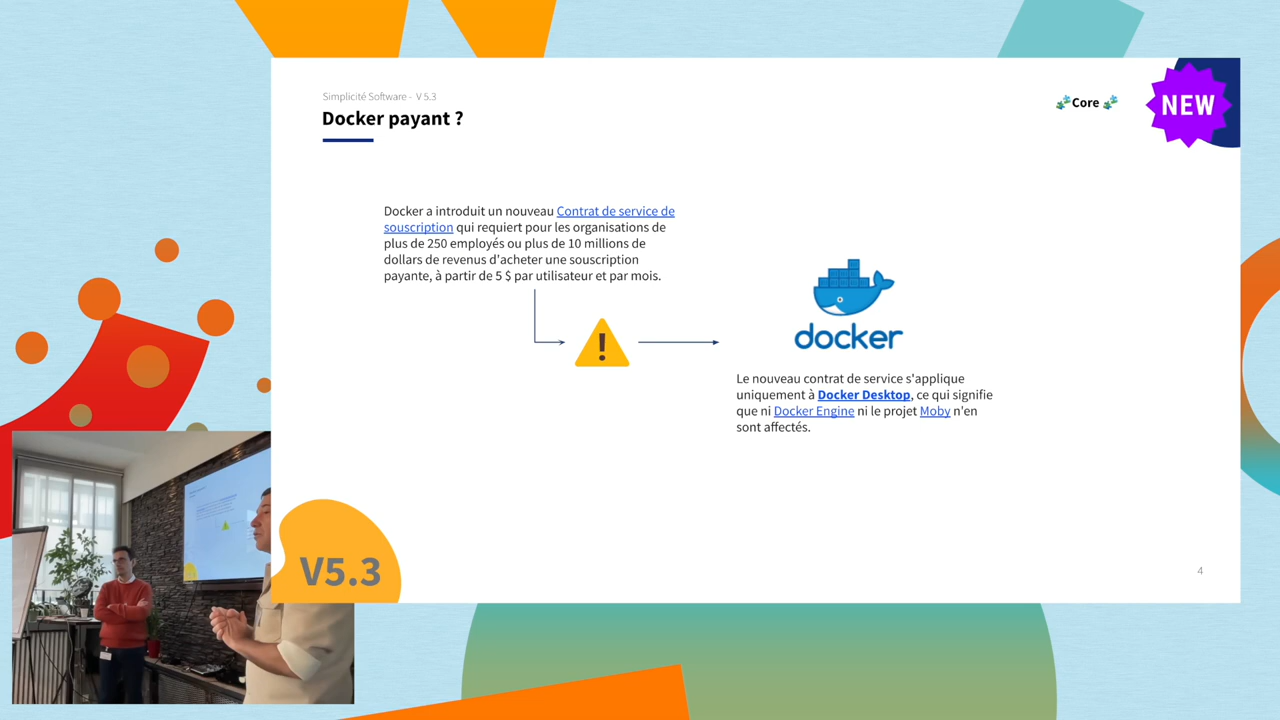 Simplicité Software - V 5.3
Docker payant ?
Core
NEW
Docker a introduit un nouveau Contrat de service de
souscription qui requiert pour les organisations de
plus de 250 employés ou plus de 10 millions de
dollars de revenus d'acheter une souscription
payante, à partir de 5 $ par utilisateur et par mois.
!
docker
Le nouveau contrat de service s'applique
uniquement à Docker Desktop, ce qui signifie
que ni Docker Engine ni le projet Moby n'en
sont affectés.
V5.3
4